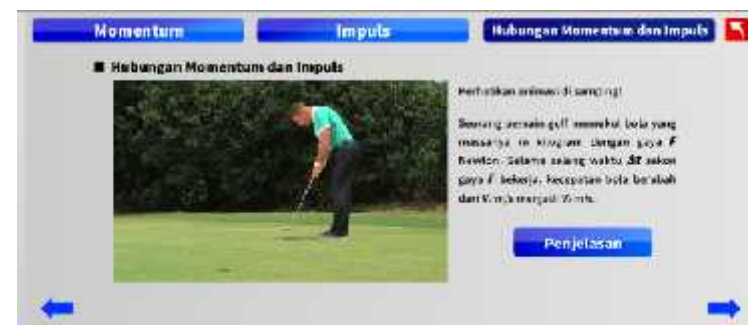 Momentum
Impuls
Hubungan Momentum dan Impuls
Hubungan Momentum dan Impuls
Perhatikan animasi di samping!
Seorang pemain golf memukul bola yang
massanya m kilogram dengan gaya F
Newton. Selama selang waktu Δt sekon
gaya F bekerja, kecepatan bola berubah
dari V m/s menjadi V m/s.
Penjelasan